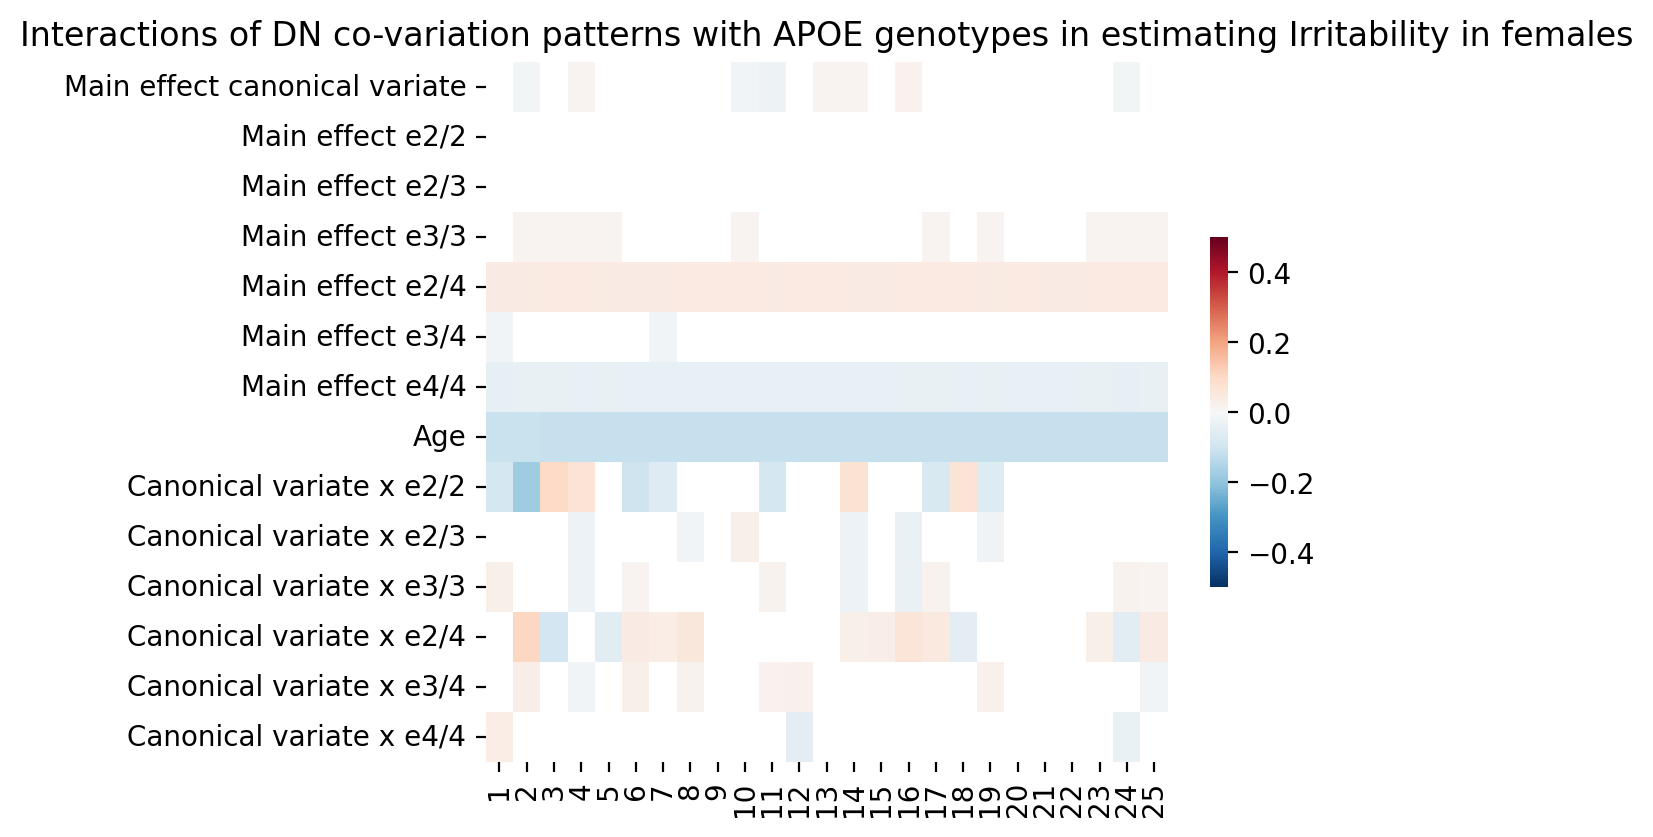 Interactions of DN co-variation patterns with APOE genotypes in estimating Irritability in females
Main effect canonical variate
Main effect e2/2
Main effect e2/3
Main effect e3/3
Main effect e2/4
Main effect e3/4
Main effect e4/4
Age
Canonical variate x e2/2
Canonical variate x e2/3
Canonical variate x e3/3
Canonical variate x e2/4
Canonical variate x e3/4
Canonical variate x e4/4
1 2 3 4 5 6 7 8 9 10 11 12 13 14 15 16 17 18 19 20 21 22 23 24 25
0.4
0.2
0.0
−0.2
−0.4